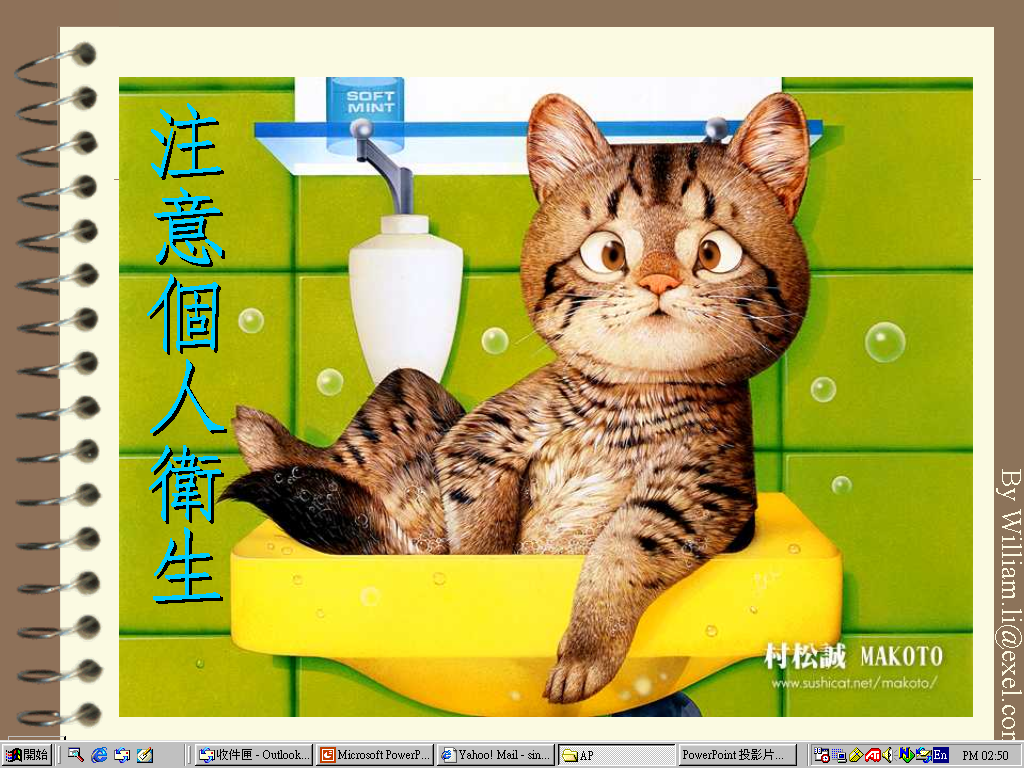 SOFT
MINT
注意個人衛生
村松誠 MAKOTO
www.sushicat.net/makoto/
By William.li@exel.com
開始
收件匣 - Outlook...
Microsoft PowerP...
Yahoo! Mail - sin...
AP
PowerPoint 投影片...
En
PM 02:50